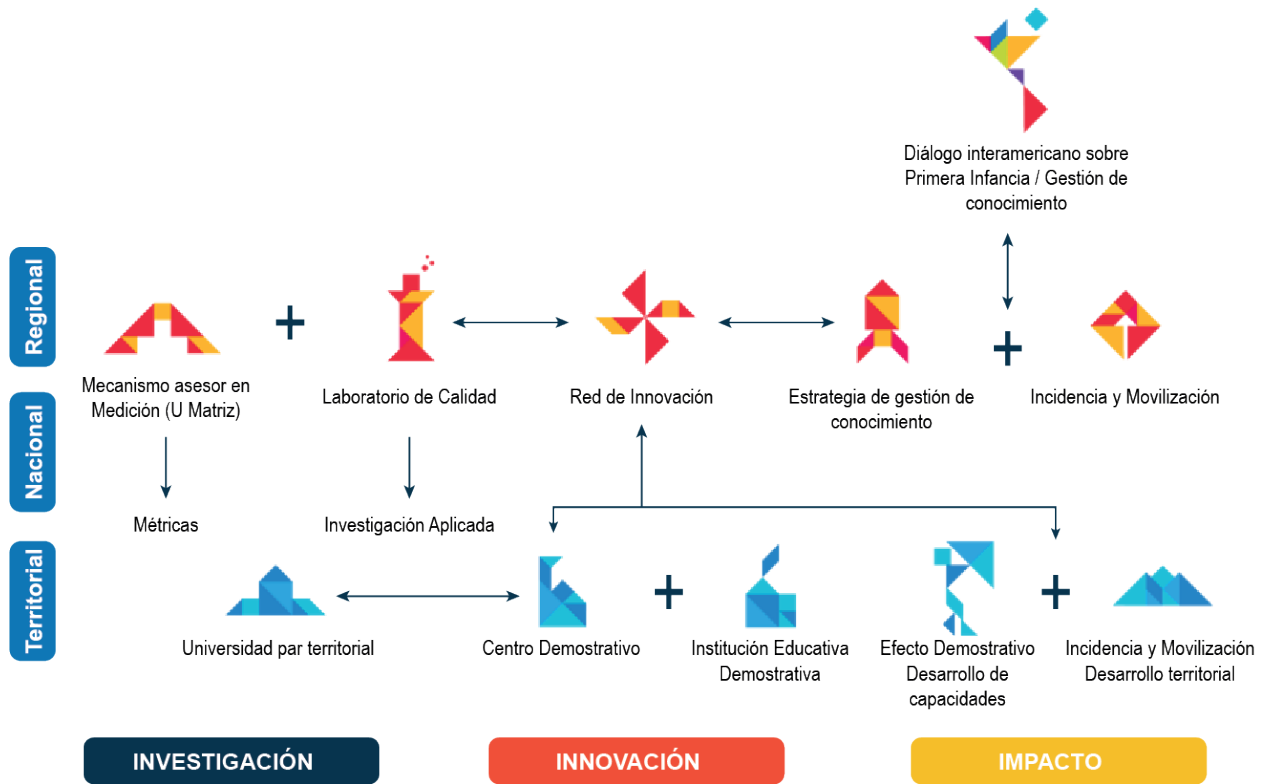 Diálogo interamericano sobre
Primera Infancia / Gestión de
conocimiento
Regional
Mecanismo asesor en
Medición (U Matriz)
Laboratorio de Calidad
Red de Innovación
Estrategia de gestión de
conocimiento
Incidencia y Movilización
Nacional
Métricas
Investigación Aplicada
Territorial
Universidad par territorial
Centro Demostrativo
Institución Educativa
Demostrativa
Efecto Demostrativo
Desarrollo de
capacidades
Incidencia y Movilización
Desarrollo territorial
INVESTIGACIÓN
INNOVACIÓN
IMPACTO